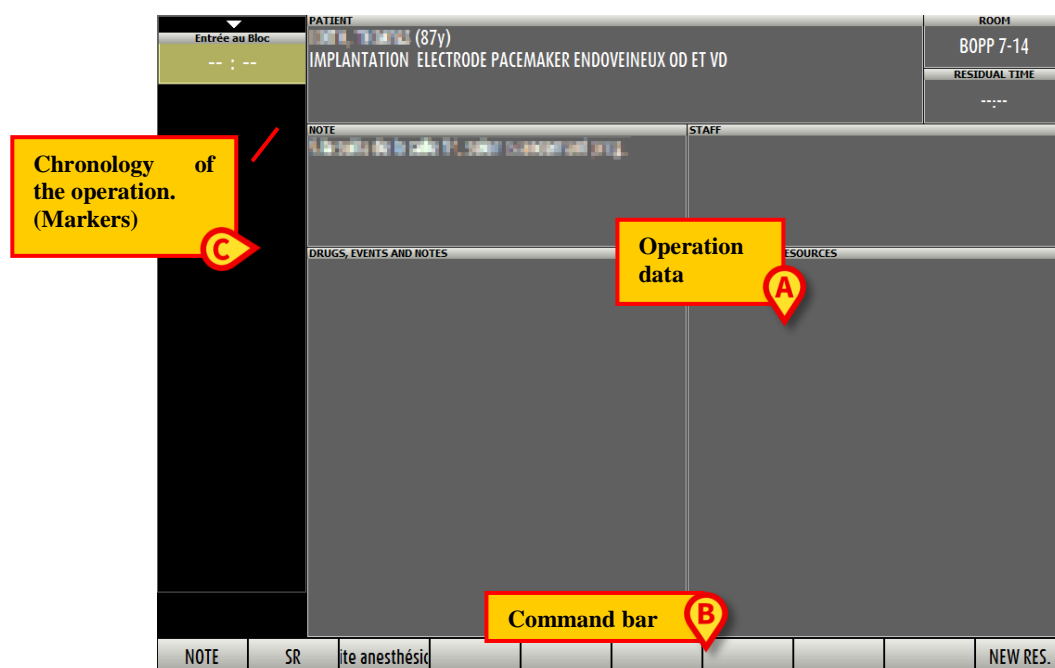 PATIENT
(87y)
IMPLANTATION ELECTRODE PACEMAKER ENDOVEINEUX OD ET VD
ROOM
BOPP 7-14
RESIDUAL TIME
--:--
Entrée au Bloc
-- : --
NOTE
STAFF
Chronology of
the operation.
(Markers)
C
DRUGS, EVENTS AND NOTES
ESOURCES
Operation
data
A
Command bar
B
NOTE
SR
ite anesthésic
NEW RES.